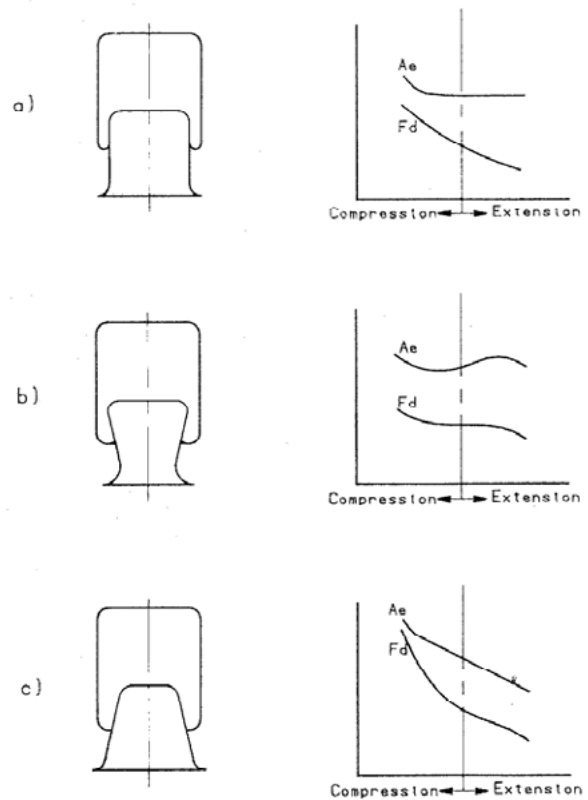 a)
Ae
Fd
Compression Extension
b)
Ae
Fd
Compression Extension
c)
Ae
Fd
Compression Extension